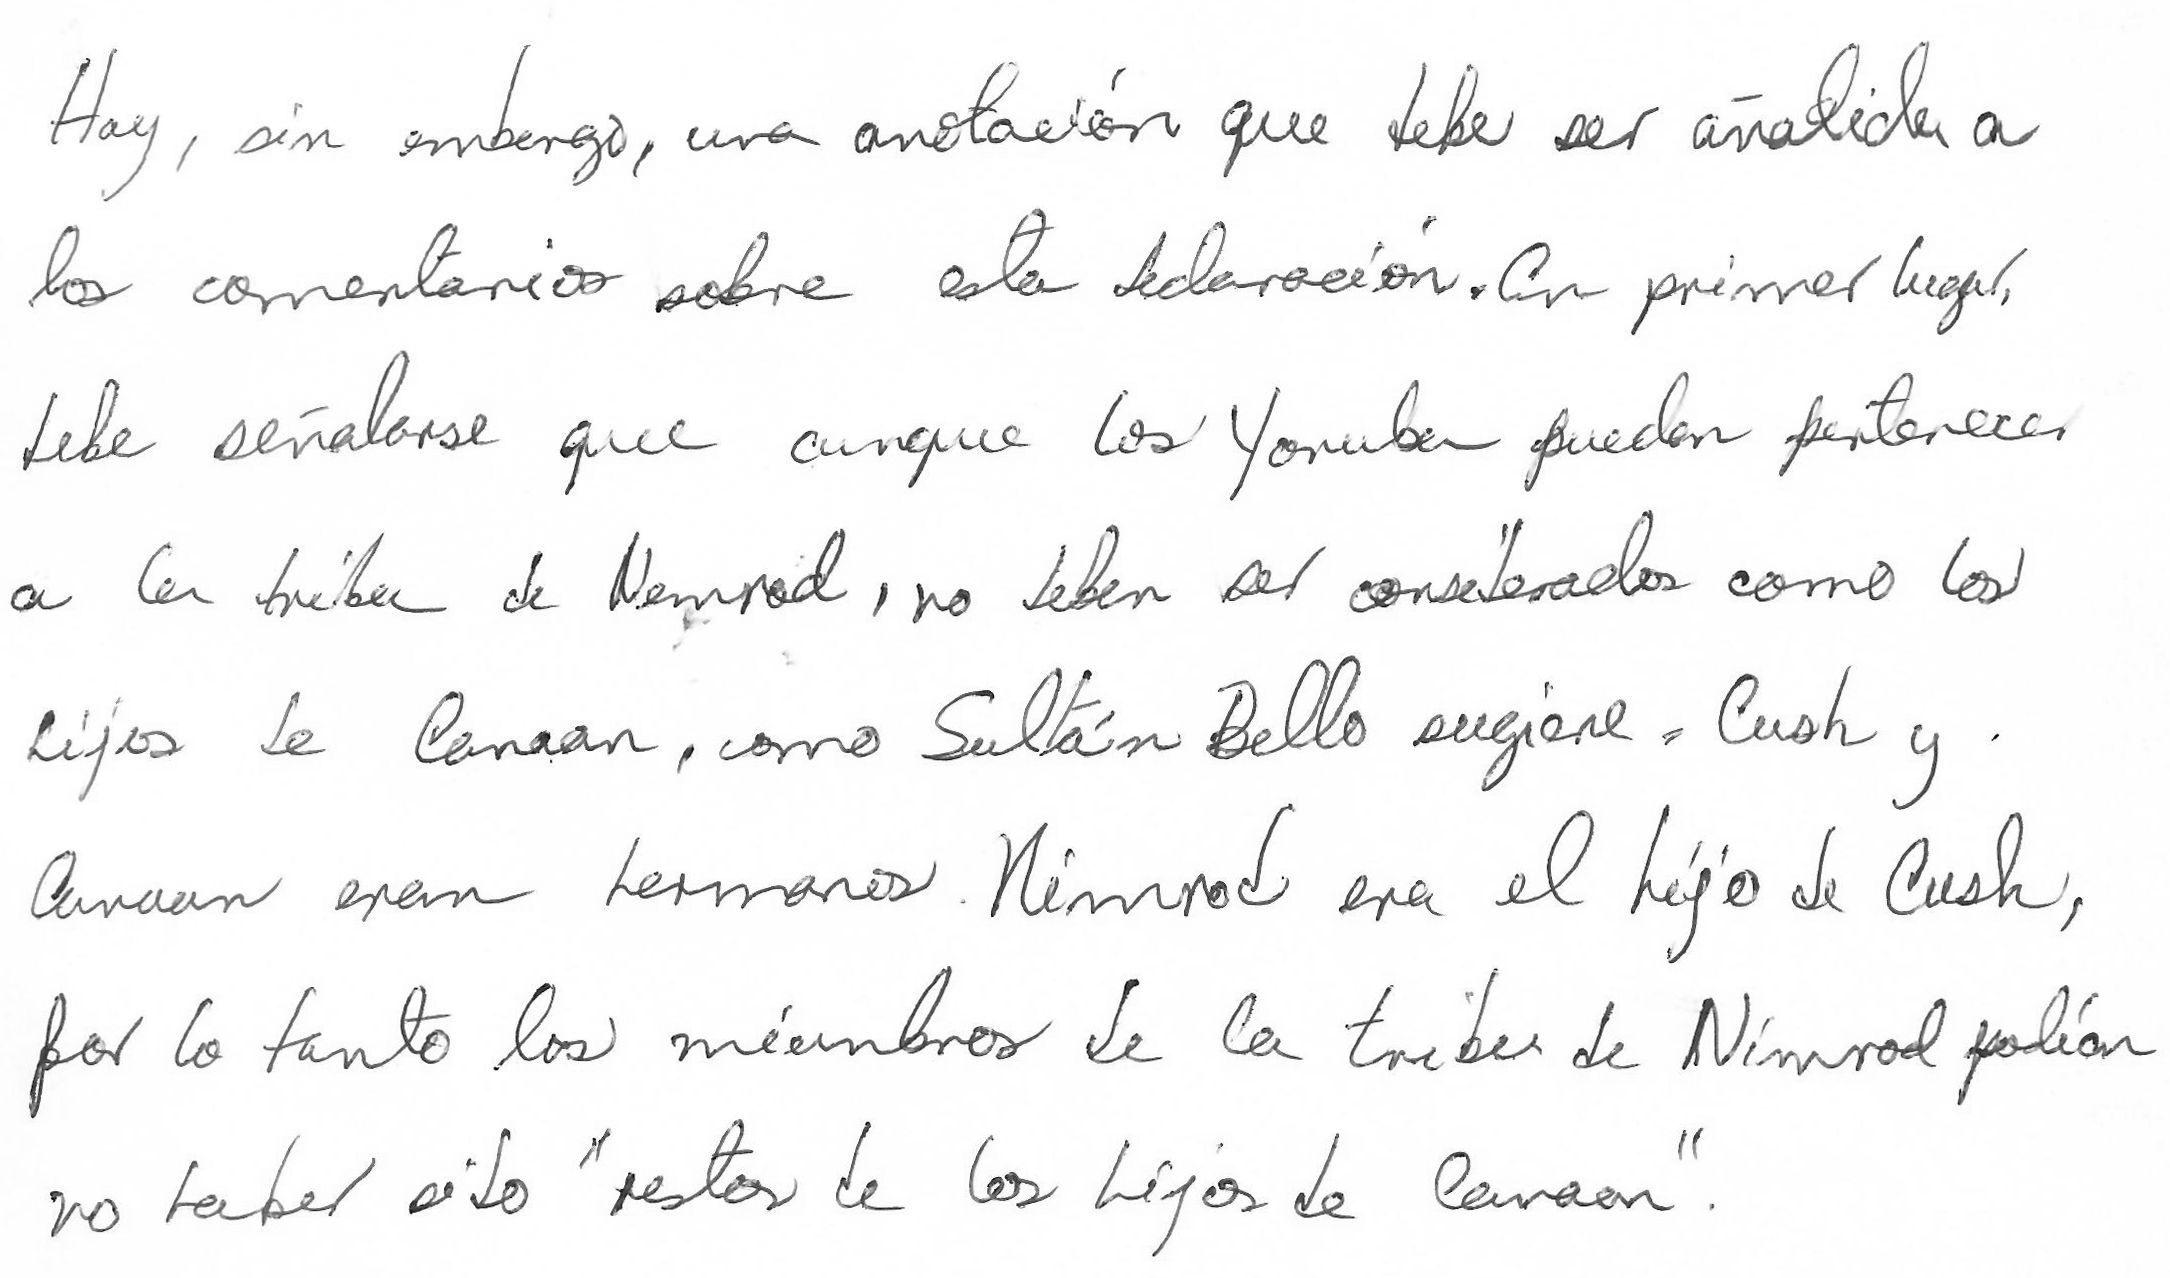 Hay, sin embargo, una anotación que debe ser añadida a
los comentarios sobre esta declaración. En primer lugar,
debe señalarse que aunque los Yoruba puedan pertenecer
a la tribu de Nemrod, no deben ser considerados como los
hijos de Canaan, como Sultán Bello sugiere. Cush y
Canaan eran hermanos. Nimrod era el hijo de Cush,
por lo tanto los miembros de la tribu de Nimrod podían
no haber sido "restos de los hijos de Canaan".